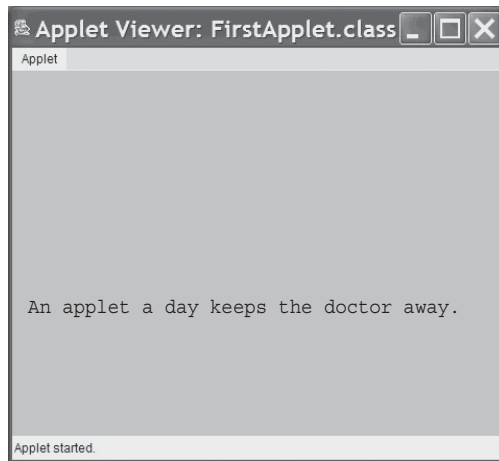 Applet Viewer: FirstApplet.class
Applet
An applet a day keeps the doctor away.
Applet started.